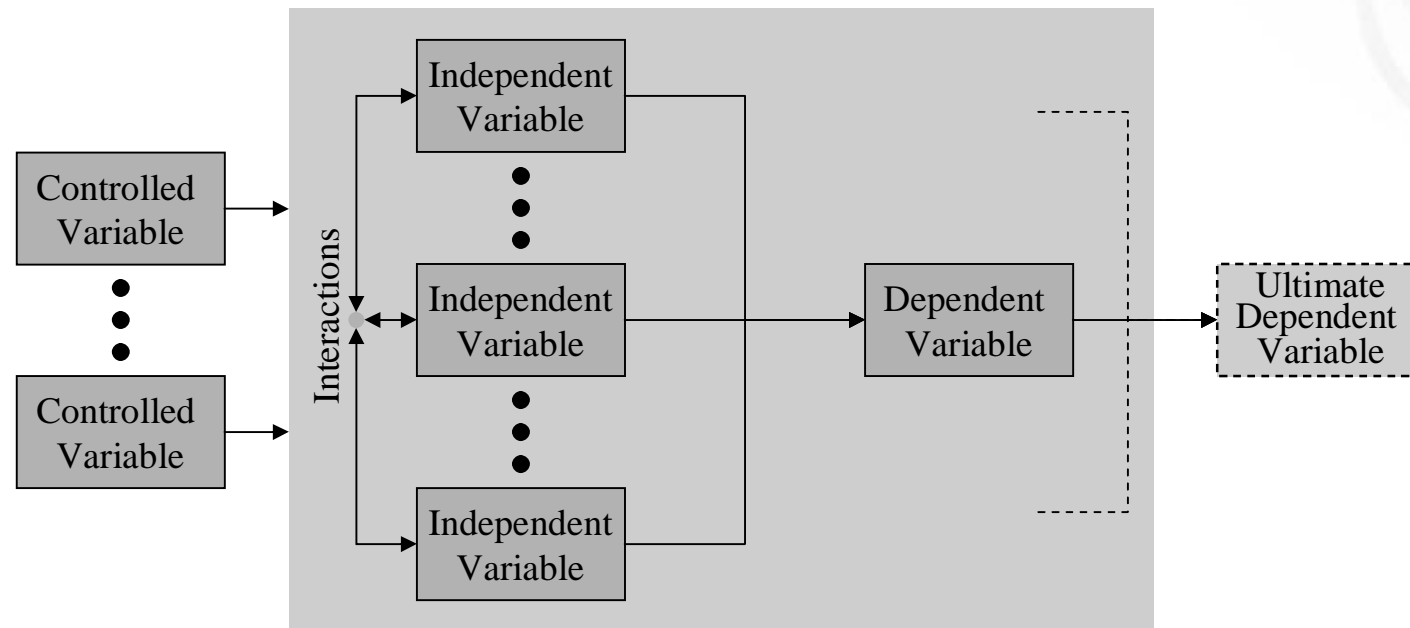 Controlled
Variable
Controlled
Variable
Interactions
Independent
Variable
Independent
Variable
Independent
Variable
Dependent
Variable
Ultimate
Dependent
Variable